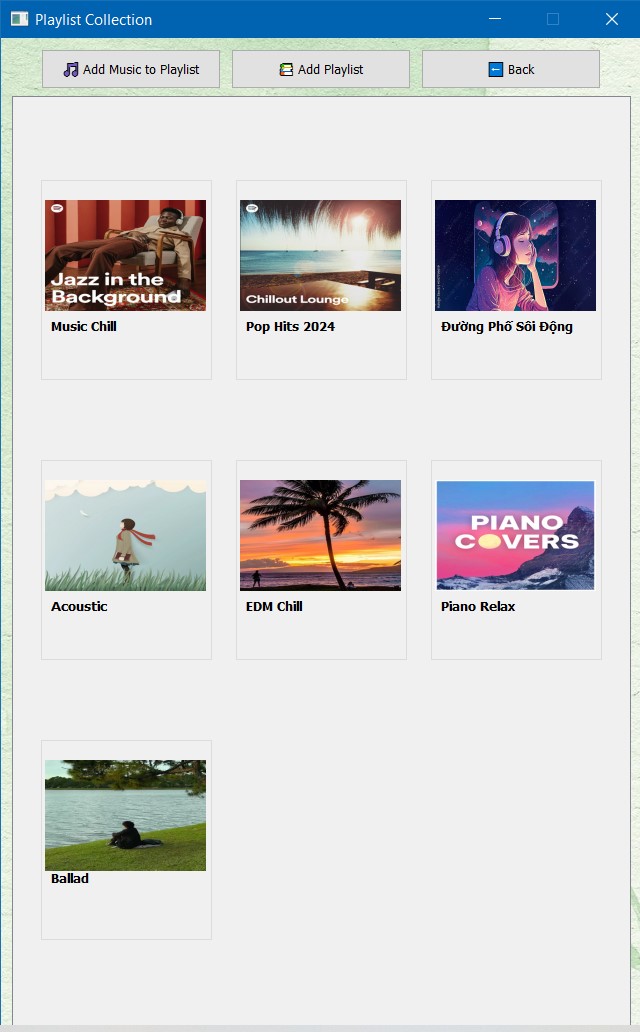 Playlist Collection
Add Music to Playlist
Add Playlist
Back
Jazz in the
Background
Chillout Lounge
Music Chill
Pop Hits 2024
Đường Phố Sôi Động
PIANO
COVERS
Acoustic
EDM Chill
Piano Relax
Ballad